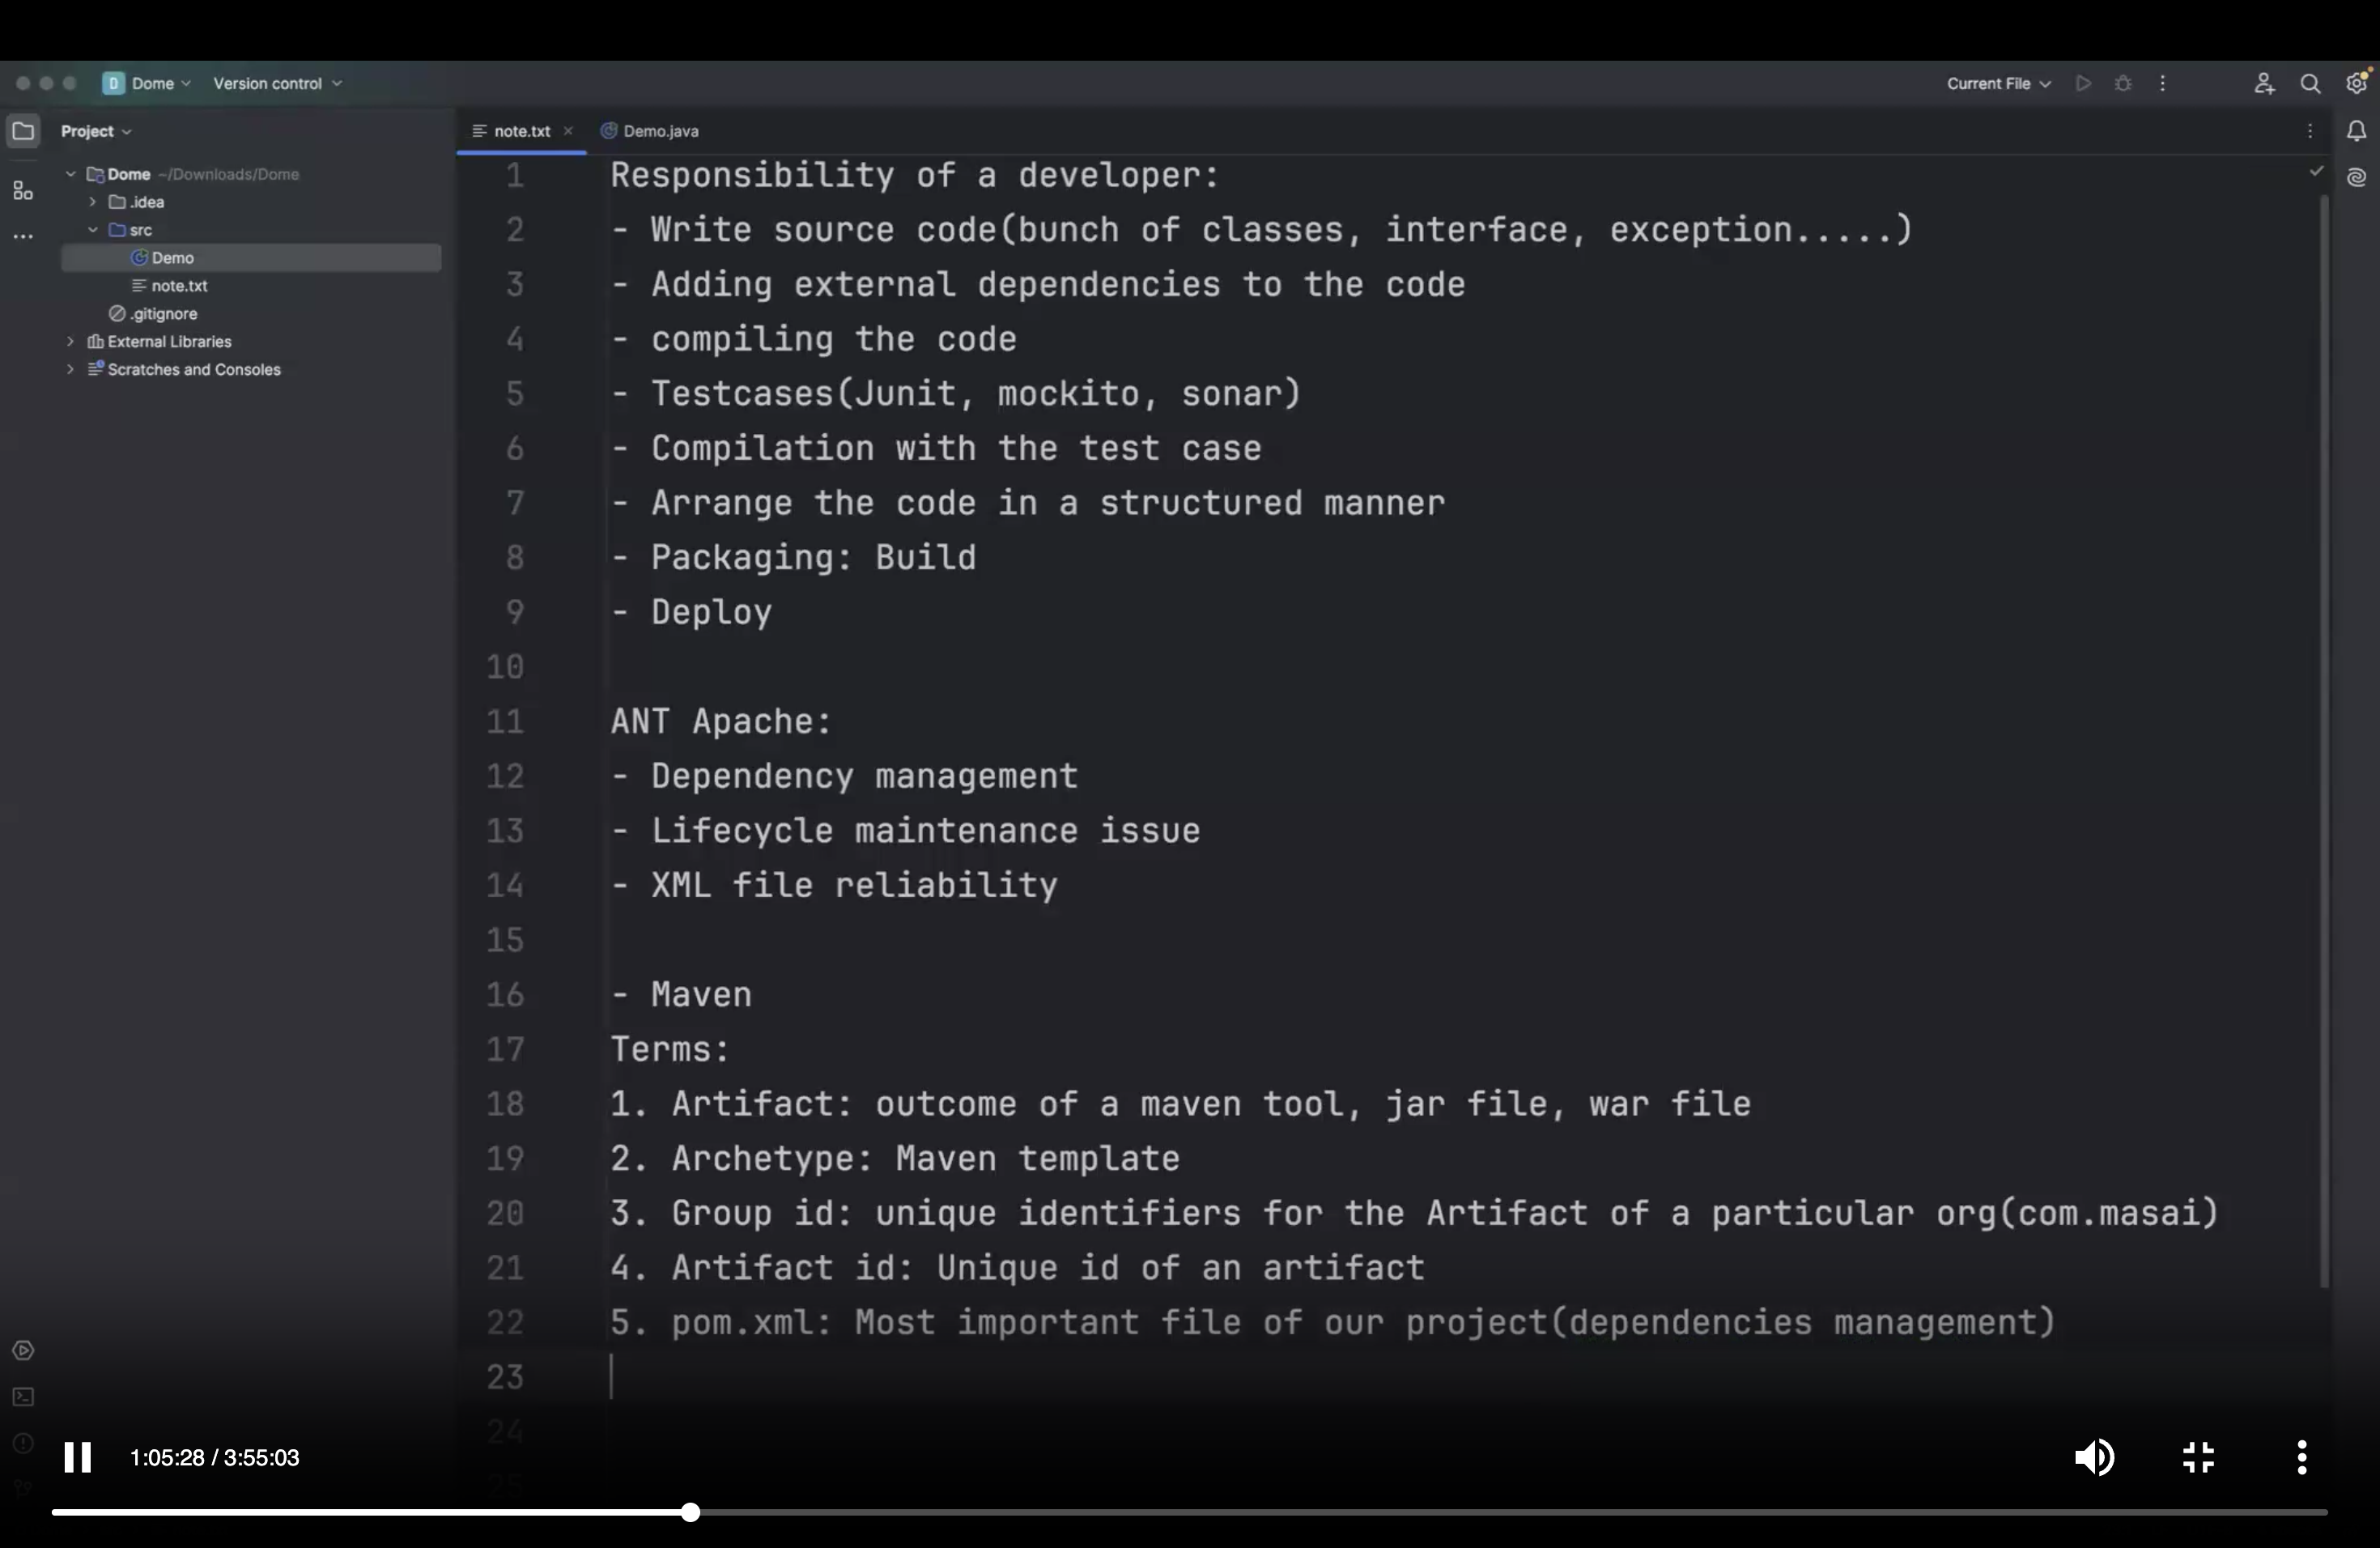 D Dome Version control Current File
Project
note.txt Demo.java
Dome ~/Downloads/Dome
.idea
src
Demo
note.txt
.gitignore
External Libraries
Scratches and Consoles
1 Responsibility of a developer:
2 - Write source code(bunch of classes, interface, exception.....)
3 - Adding external dependencies to the code
4 - compiling the code
5 - Testcases(Junit, mockito, sonar)
6 - Compilation with the test case
7 - Arrange the code in a structured manner
8 - Packaging: Build
9 - Deploy
10
11 ANT Apache:
12 - Dependency management
13 - Lifecycle maintenance issue
14 - XML file reliability
15
16 - Maven
17 Terms:
18 1. Artifact: outcome of a maven tool, jar file, war file
19 2. Archetype: Maven template
20 3. Group id: unique identifiers for the Artifact of a particular org(com.masai)
21 4. Artifact id: Unique id of an artifact
22 5. pom.xml: Most important file of our project(dependencies management)
23
24
25
1:05:28 / 3:55:03